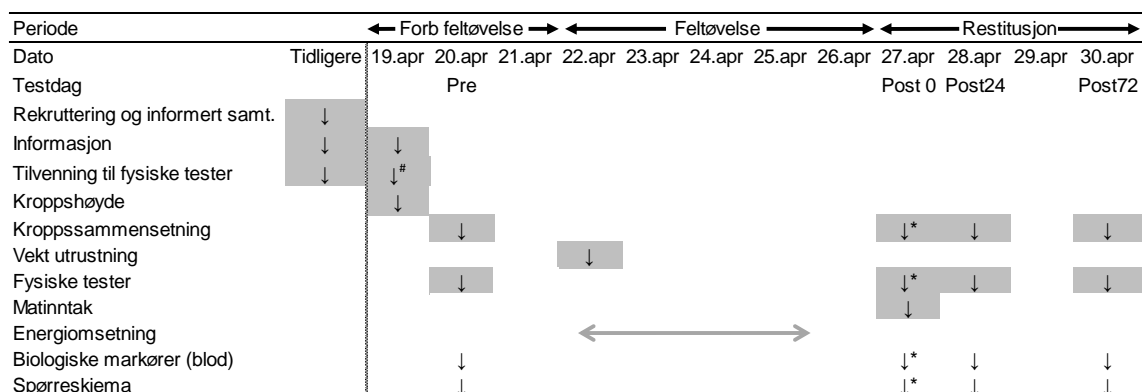 Periode Forb feltøvelse Feltøvelse Restitusjon
Dato Tidligere 19.apr 20.apr 21.apr 22.apr 23.apr 24.apr 25.apr 26.apr 27.apr 28.apr 29.apr 30.apr
Testdag Pre Post 0 Post24 Post72
Rekruttering og informert samt. ↓
Informasjon ↓ ↓
Tilvenning til fysiske tester ↓ ↓#
Kroppshøyde ↓
Kroppssammensetning ↓ ↓* ↓ ↓
Vekt utrustning ↓
Fysiske tester ↓ ↓* ↓ ↓
Matinntak ↓
Energiomsetning
Biologiske markører (blod) ↓ ↓* ↓ ↓
Spørreskjema ↓ ↓* ↓ ↓